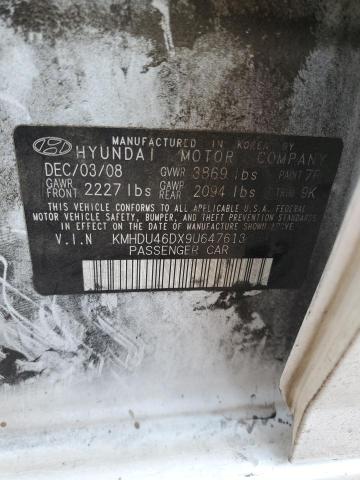 MANUFACTURED IN KOREA BY
HYUNDAI MOTOR COMPANY
DEC/03/08 GVWR 3869 lbs PAINT
GAWR FRONT 2227 lbs GAWR REAR 2094 lbs TRIM 9K
THIS VEHICLE CONFORMS TO ALL APPLICABLE U.S.A. FEDERAL
MOTOR VEHICLE SAFETY, BUMPER, AND THEFT PREVENTION STANDARDS
IN EFFECT ON THE DATE OF MANUFACTURE SHOWN ABOVE.
V.I.N KMHDU46DX9U647613
PASSENGER CAR